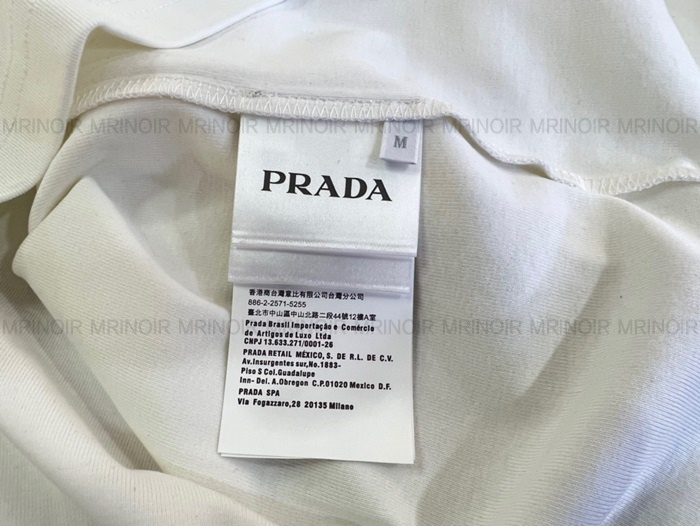 MRINOIR MRINOIR MRINOIR MRINOIR MRINOIR MRINOIR MRINOIR
M
PRADA
香港商台灣意比有限公司台灣分公司
886-2-2571-5255
臺北市中山區中山北路二段44號12樓A室
Prada Brasil Importação e Comércio
de Artigos de Luxo Ltda
CNPJ 13.633.271/0001-26
PRADA RETAIL MÉXICO, S. DE R.L. DE C.V.
Av.Insurgentes sur,No.1883-
Piso S Col.Guadalupe
Inn- Del. A.Obregon C.P.01020 Mexico D.F.
PRADA SPA
Via Fogazzaro,28 20135 Milano
MRINOIR MRINOIR MRINOIR MRINOIR MRINOIR MRINOIR MRINOIR